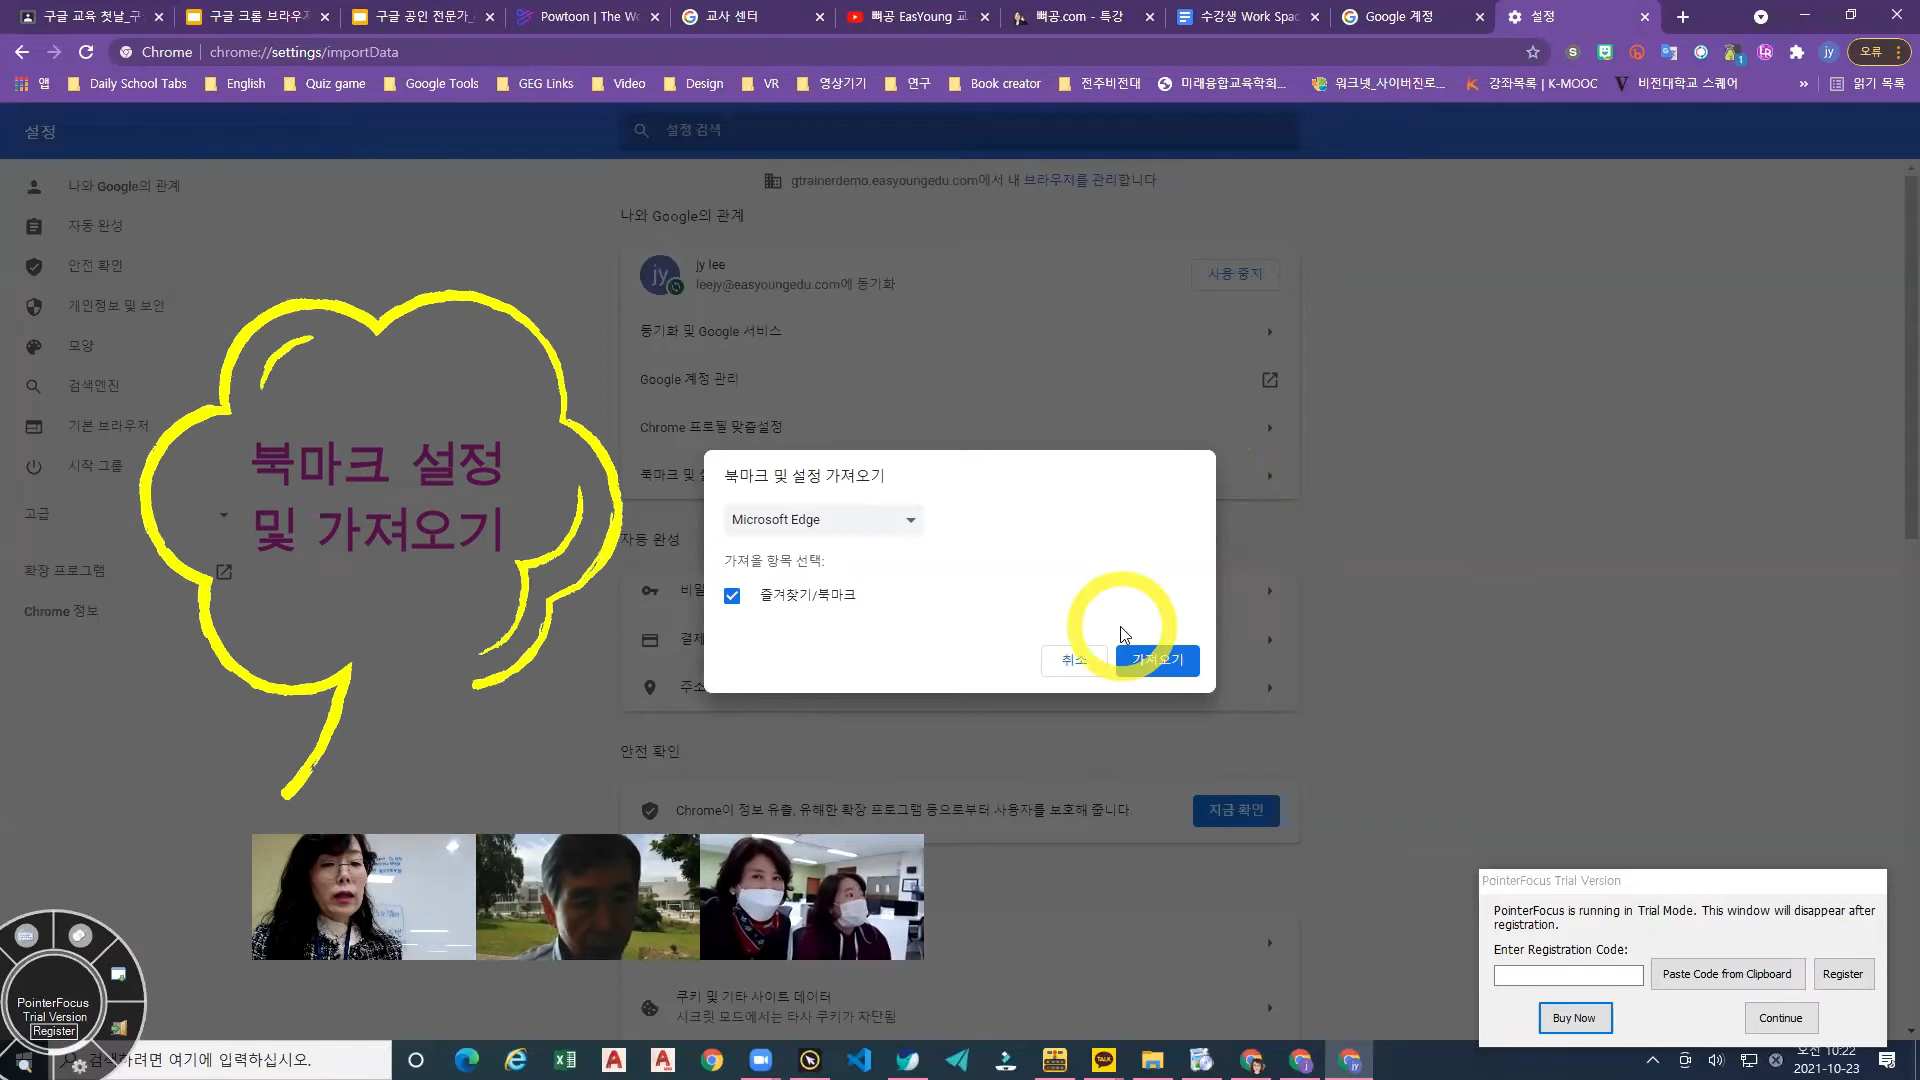 구글 교육 첫날_구
구글 크롬 브라우저
구글 공인 전문가_
Powtoon | The Wo
교사 센터
뻐공 EasYoung 교
뻐공.com - 특강
수강생 Work Spac
Google 계정
설정
Chrome
chrome://settings/importData
jy
오류
앱
Daily School Tabs
English
Quiz game
Google Tools
GEG Links
Video
Design
VR
영상기기
연구
Book creator
전주비전대
미래융합교육학회...
워크넷_사이버진로...
강좌목록 | K-MOOC
비전대학교 스퀘어
»
읽기 목록
설정
설정 검색
나와 Google의 관계
자동 완성
안전 확인
개인정보 및 보안
모양
검색엔진
기본 브라우저
시작 그룹
고급
확장 프로그램
Chrome 정보
북마크 설정
및 가져오기
gtrainerdemo.easyoungedu.com에서 내 브라우저를 관리합니다
나와 Google의 관계
jy
jy lee
leejy@easyoungedu.com에 동기화
사용 중지
동기화 및 Google 서비스
Google 계정 관리
Chrome 프로필 맞춤설정
북마크 및
자동 완성
결제
주소
북마크 및 설정 가져오기
Microsoft Edge
가져올 항목 선택:
즐겨찾기/북마크
취소
가져오기
안전 확인
Chrome이 정보 유출, 유해한 확장 프로그램 등으로부터 사용자를 보호해 줍니다.
지금 확인
쿠키 및 기타 사이트 데이터
시크릿 모드에서는 타사 쿠키가 차단됨
PointerFocus Trial Version
PointerFocus is running in Trial Mode. This window will disappear after
registration.
Enter Registration Code:
Paste Code from Clipboard
Register
Buy Now
Continue
PointerFocus
Trial Version
Register
검색하려면 여기에 입력하십시오.
TALK
오전 10:22
2021-10-23